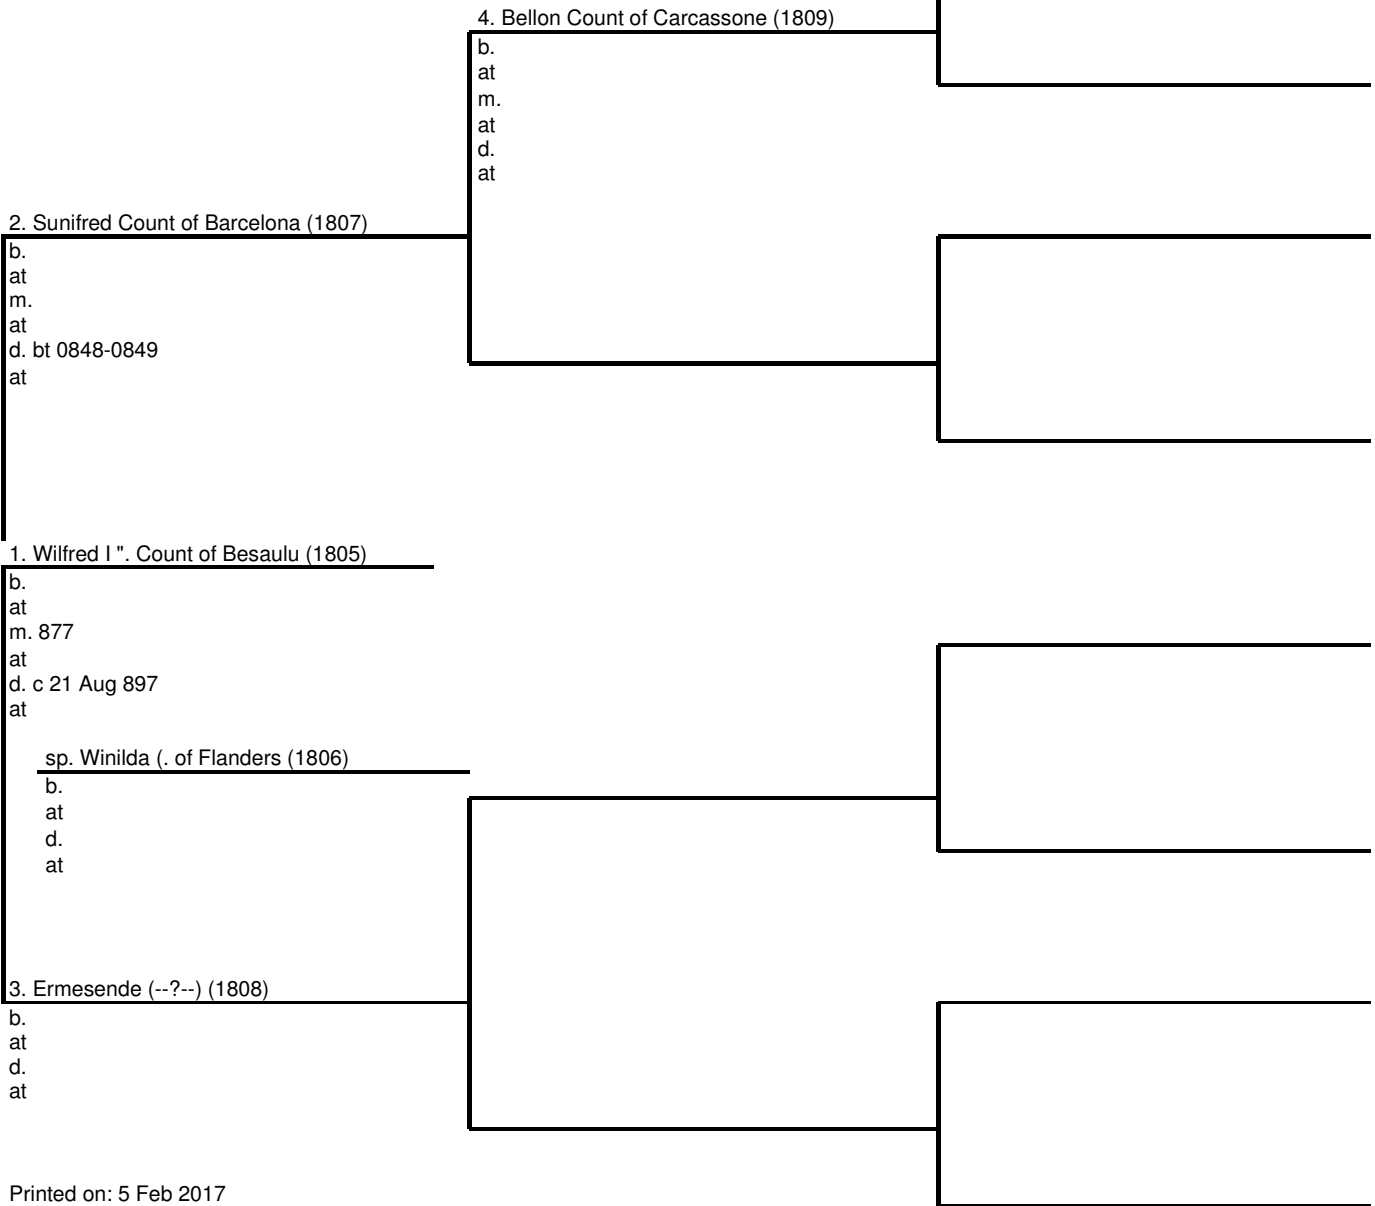 4. Bellon Count of Carcassone (1809)
b.
at
m.
at
d.
at
2. Sunifred Count of Barcelona (1807)
b.
at
m.
at
d. bt 0848-0849
at
1. Wilfred I ". Count of Besaulu (1805)
b.
at
m. 877
at
d. c 21 Aug 897
at
sp. Winilda (. of Flanders (1806)
b.
at
d.
at
3. Ermesende (--?--) (1808)
b.
at
d.
at
Printed on: 5 Feb 2017